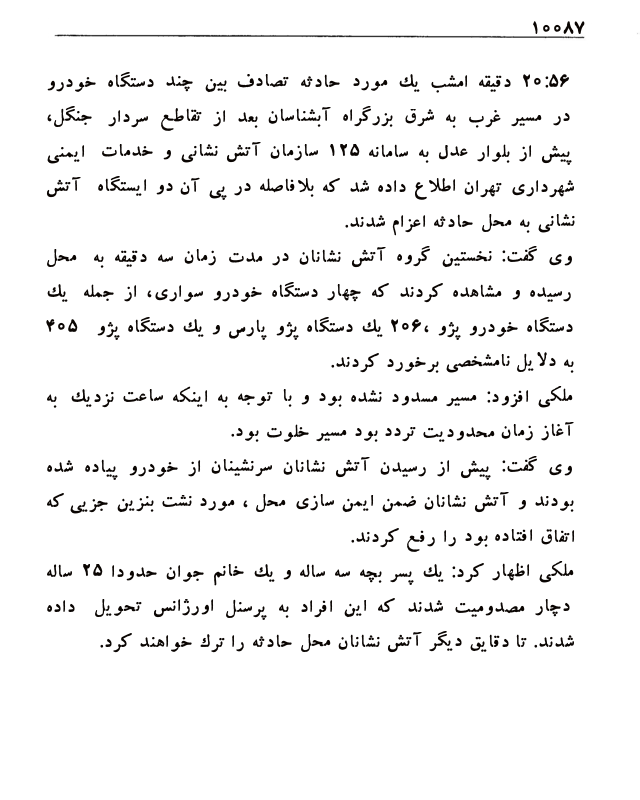 ۱۰۰۸۷
۲۰:۵۶ دقیقه امشب یك مورد حادثه تصادف بین چند دستگاه خودرو
در مسیر غرب به شرق بزرگراه آبشناسان بعد از تقاطع سردار جنگل،
پیش از بلوار عدل به سامانه ۱۲۵ سازمان آتش نشانی و خدمات ایمنی
شهرداری تهران اطلاع داده شد که بلافاصله در پی آن دو ایستگاه آتش
نشانی به محل حادثه اعزام شدند.
وی گفت: نخستین گروه آتش نشانان در مدت زمان سه دقیقه به محل
رسیده و مشاهده کردند که چهار دستگاه خودرو سواری، از جمله یك
دستگاه خودرو پژو ۲۰۶، یك دستگاه پژو پارس و یك دستگاه پژو ۴۰۵
به دلایل نامشخصی برخورد کردند.
ملکی افزود: مسیر مسدود نشده بود و با توجه به اینکه ساعت نزدیك به
آغاز زمان محدودیت تردد بود مسیر خلوت بود.
وی گفت: پیش از رسیدن آتش نشانان سرنشینان از خودرو پیاده شده
بودند و آتش نشانان ضمن ایمن سازی محل ، مورد نشت بنزین جزیی که
اتفاق افتاده بود را رفع کردند.
ملکی اظهار کرد: یك پسر بچه سه ساله و یك خانم جوان حدودا ۲۵ ساله
دچار مصدومیت شدند که این افراد به پرسنل اورژانس تحویل داده
شدند. تا دقایق دیگر آتش نشانان محل حادثه را ترك خواهند کرد.